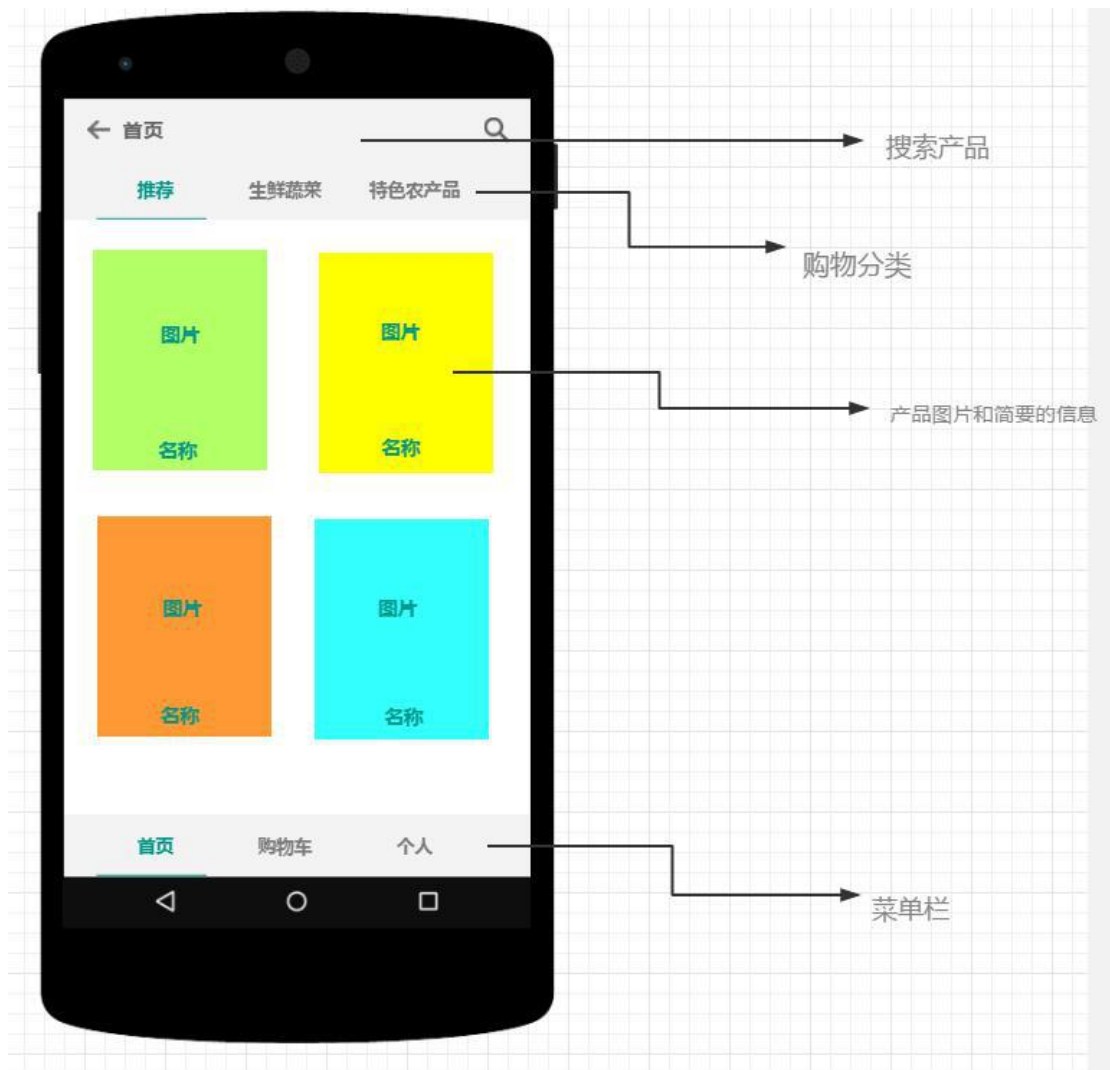 首页
搜索产品
推荐 生鲜蔬菜 特色农产品
购物分类
图片 图片
产品图片和简要的信息
名称 名称
图片 图片
名称 名称
首页 购物车 个人
菜单栏